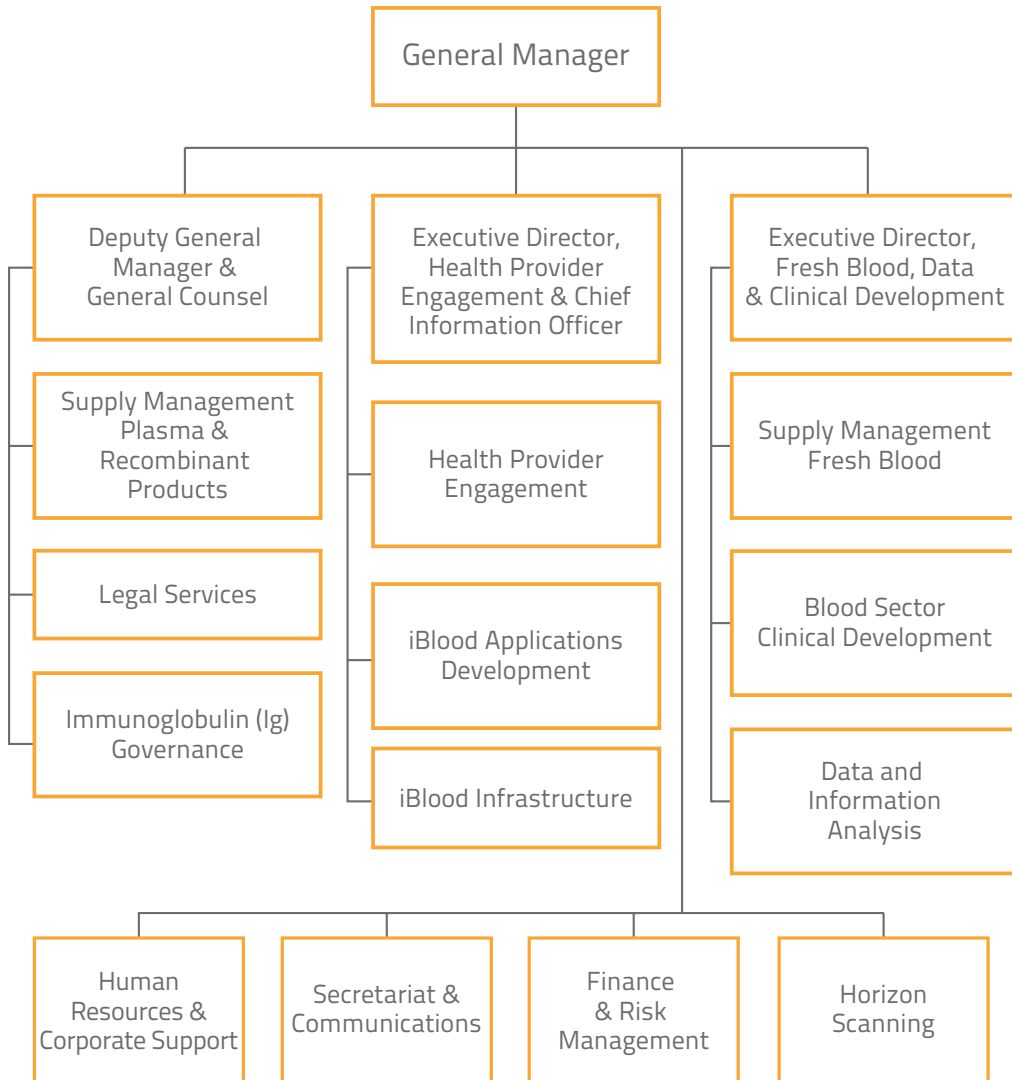 General Manager
Deputy General
Manager &
General Counsel
Supply Management
Plasma &
Recombinant
Products
Legal Services
Immunoglobulin (Ig)
Governance
Executive Director,
Health Provider
Engagement & Chief
Information Officer
Health Provider
Engagement
iBlood Applications
Development
iBlood Infrastructure
Executive Director,
Fresh Blood, Data
& Clinical Development
Supply Management
Fresh Blood
Blood Sector
Clinical Development
Data and
Information
Analysis
Human
Resources &
Corporate Support
Secretariat &
Communications
Finance
& Risk
Management
Horizon
Scanning